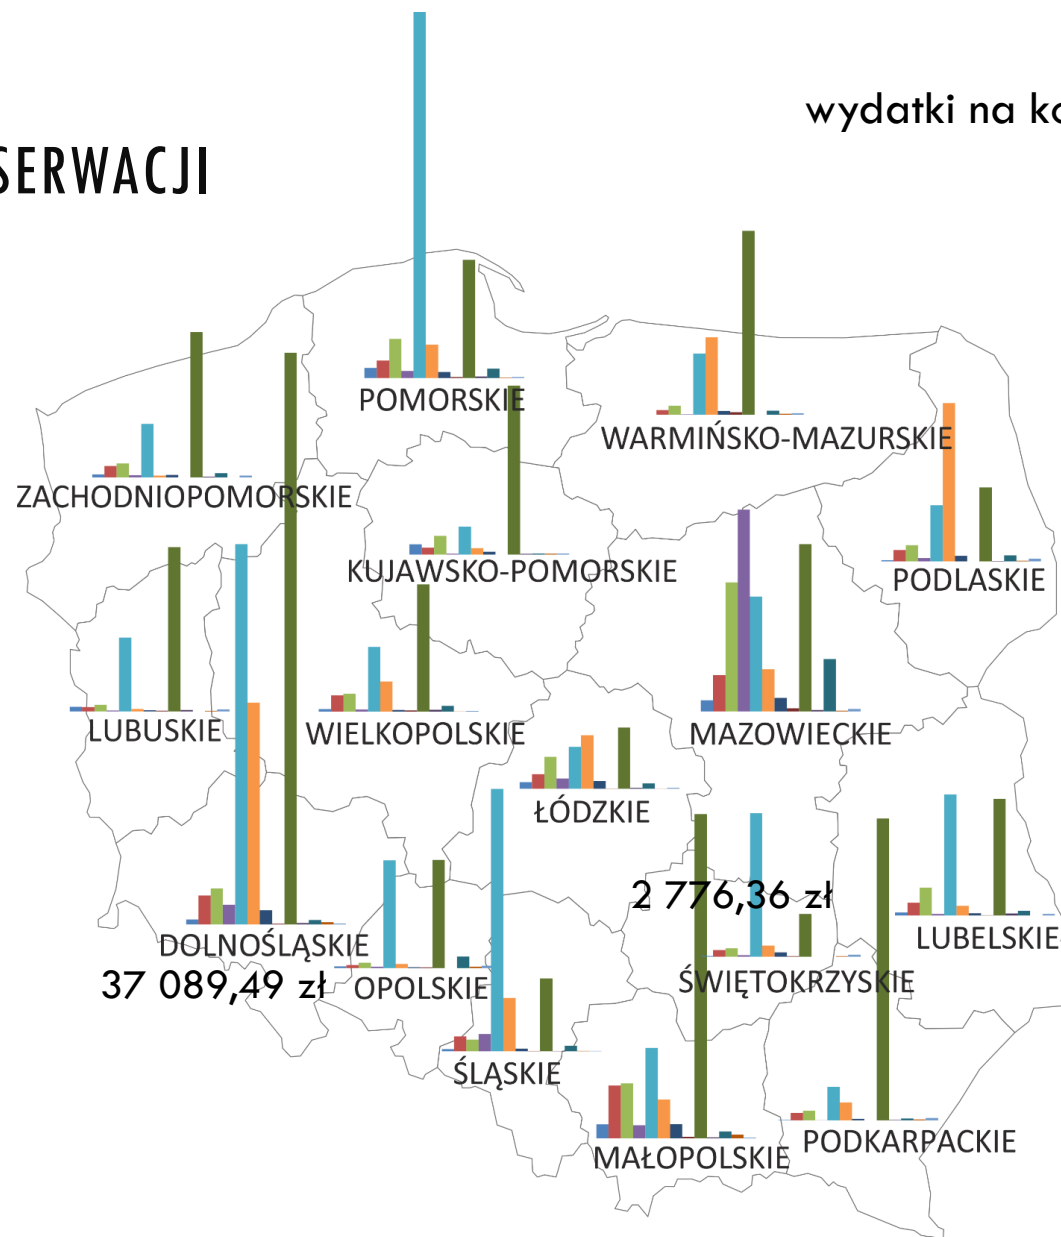 wydatki na ko
SERWACJI
POMORSKIE
WARMIŃSKO-MAZURSKIE
ZACHODNIOPOMORSKIE
KUJAWSKO-POMORSKIE
PODLASKIE
LUBUSKIE
WIELKOPOLSKIE
MAZOWIECKIE
ŁÓDZKIE
2 776,36 zł
DOLNOŚLĄSKIE
LUBELSKIE
37 089,49 zł
OPOLSKIE
ŚWIĘTOKRZYSKIE
ŚLĄSKIE
MAŁOPOLSKIE
PODKARPACKIE